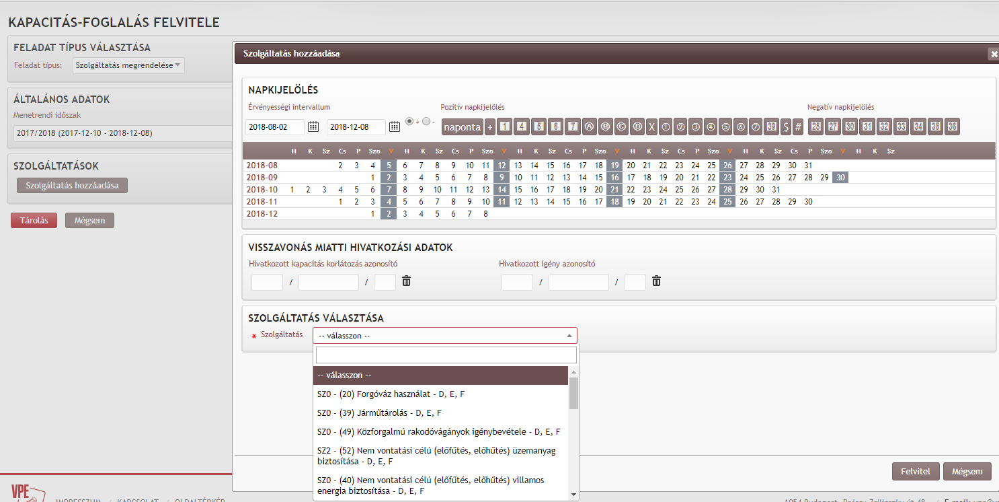 KAPACITÁS-FOGLALÁS FELVITELE
FELADAT TÍPUS VÁLASZTÁSA
Feladat típus: Szolgáltatás megrendelése
ÁLTALÁNOS ADATOK
Menetrendi időszak
2017/2018 (2017-12-10 - 2018-12-08)
SZOLGÁLTATÁSOK
Szolgáltatás hozzáadása
Tárolás Mégsem
Szolgáltatás hozzáadása
NAPKIJELÖLÉS
Érvényességi intervallum Pozitív napkijelölés Negatív napkijelölés
2018-08-02 2018-12-08 + - naponta + 1 4 5 6 7 A B C D X 1 2 3 4 5 6 7 39 $ # 25 27 30 31 32 33 34 35 36
H K Sz Cs P Szo V H K Sz Cs P Szo V H K Sz Cs P Szo V H K Sz Cs P Szo V H K Sz Cs P Szo V H K Sz
2018-08 2 3 4 5 6 7 8 9 10 11 12 13 14 15 16 17 18 19 20 21 22 23 24 25 26 27 28 29 30 31
2018-09 1 2 3 4 5 6 7 8 9 10 11 12 13 14 15 16 17 18 19 20 21 22 23 24 25 26 27 28 29 30
2018-10 1 2 3 4 5 6 7 8 9 10 11 12 13 14 15 16 17 18 19 20 21 22 23 24 25 26 27 28 29 30 31
2018-11 1 2 3 4 5 6 7 8 9 10 11 12 13 14 15 16 17 18 19 20 21 22 23 24 25 26 27 28 29 30
2018-12 1 2 3 4 5 6 7 8
VISSZAVONÁS MIATTI HIVATKOZÁSI ADATOK
Hivatkozott kapacitás korlátozás azonosító Hivatkozott igény azonosító
/ / / /
SZOLGÁLTATÁS VÁLASZTÁSA
* Szolgáltatás -- válasszon --
-- válasszon --
SZ0 - (20) Forgóváz használat - D, E, F
SZ0 - (39) Járműtárolás - D, E, F
SZ0 - (49) Közforgalmú rakodóvágányok igénybevétele - D, E, F
SZ2 - (52) Nem vontatási célú (előfűtés, előhűtés) üzemanyag
biztosítása - D, E, F
SZ0 - (40) Nem vontatási célú (előfűtés, előhűtés) villamos
energia biztosítása - D, E, F
Felvitel Mégsem
VPE
IMPRESSZUM / KAPCSOLAT / OLDALTÉRKÉP